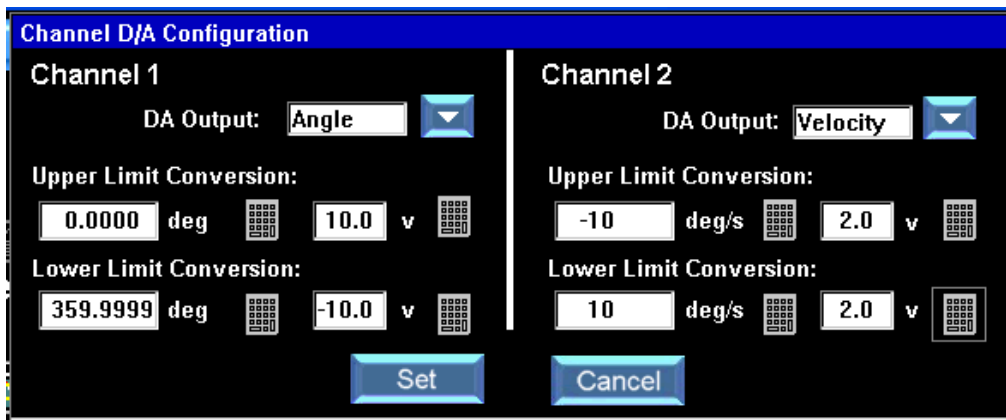 Channel D/A Configuration
Channel 1
DA Output: Angle
Upper Limit Conversion:
0.0000 deg 10.0 v
Lower Limit Conversion:
359.9999 deg -10.0 v
Channel 2
DA Output: Velocity
Upper Limit Conversion:
-10 deg/s 2.0 v
Lower Limit Conversion:
10 deg/s 2.0 v
Set
Cancel